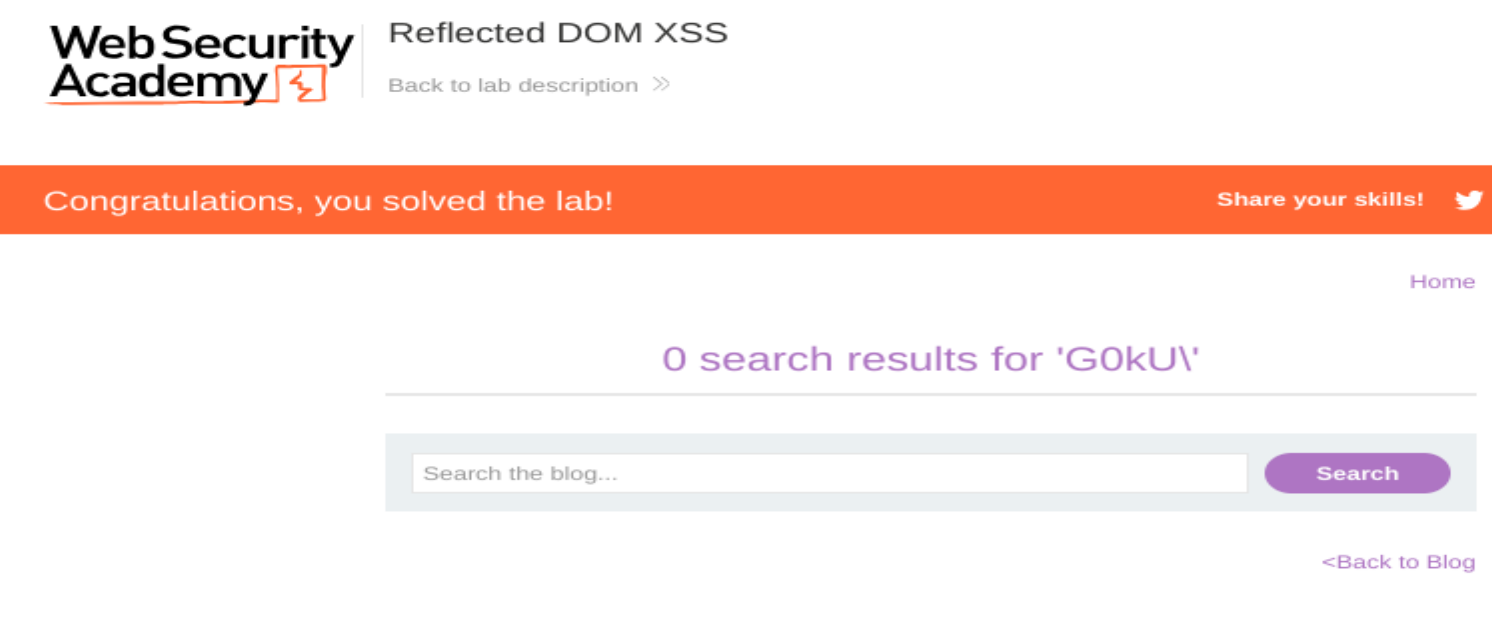 Web Security
Academy
Reflected DOM XSS
Back to lab description »
Congratulations, you solved the lab!
Share your skills!
Home
0 search results for 'G0kU\'
Search the blog...
Search
<Back to Blog